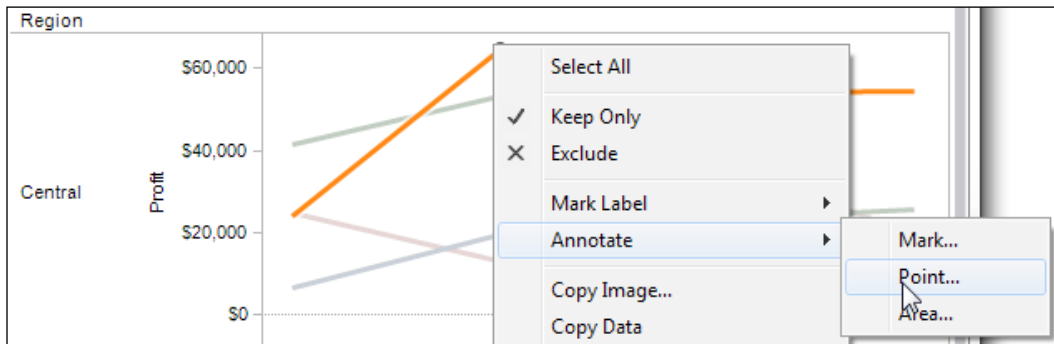 Region
$60,000
$40,000
$20,000
$0
Central
Profit
Select All
Keep Only
Exclude
Mark Label
Annotate
Copy Image...
Copy Data
Mark...
Point...
Area...